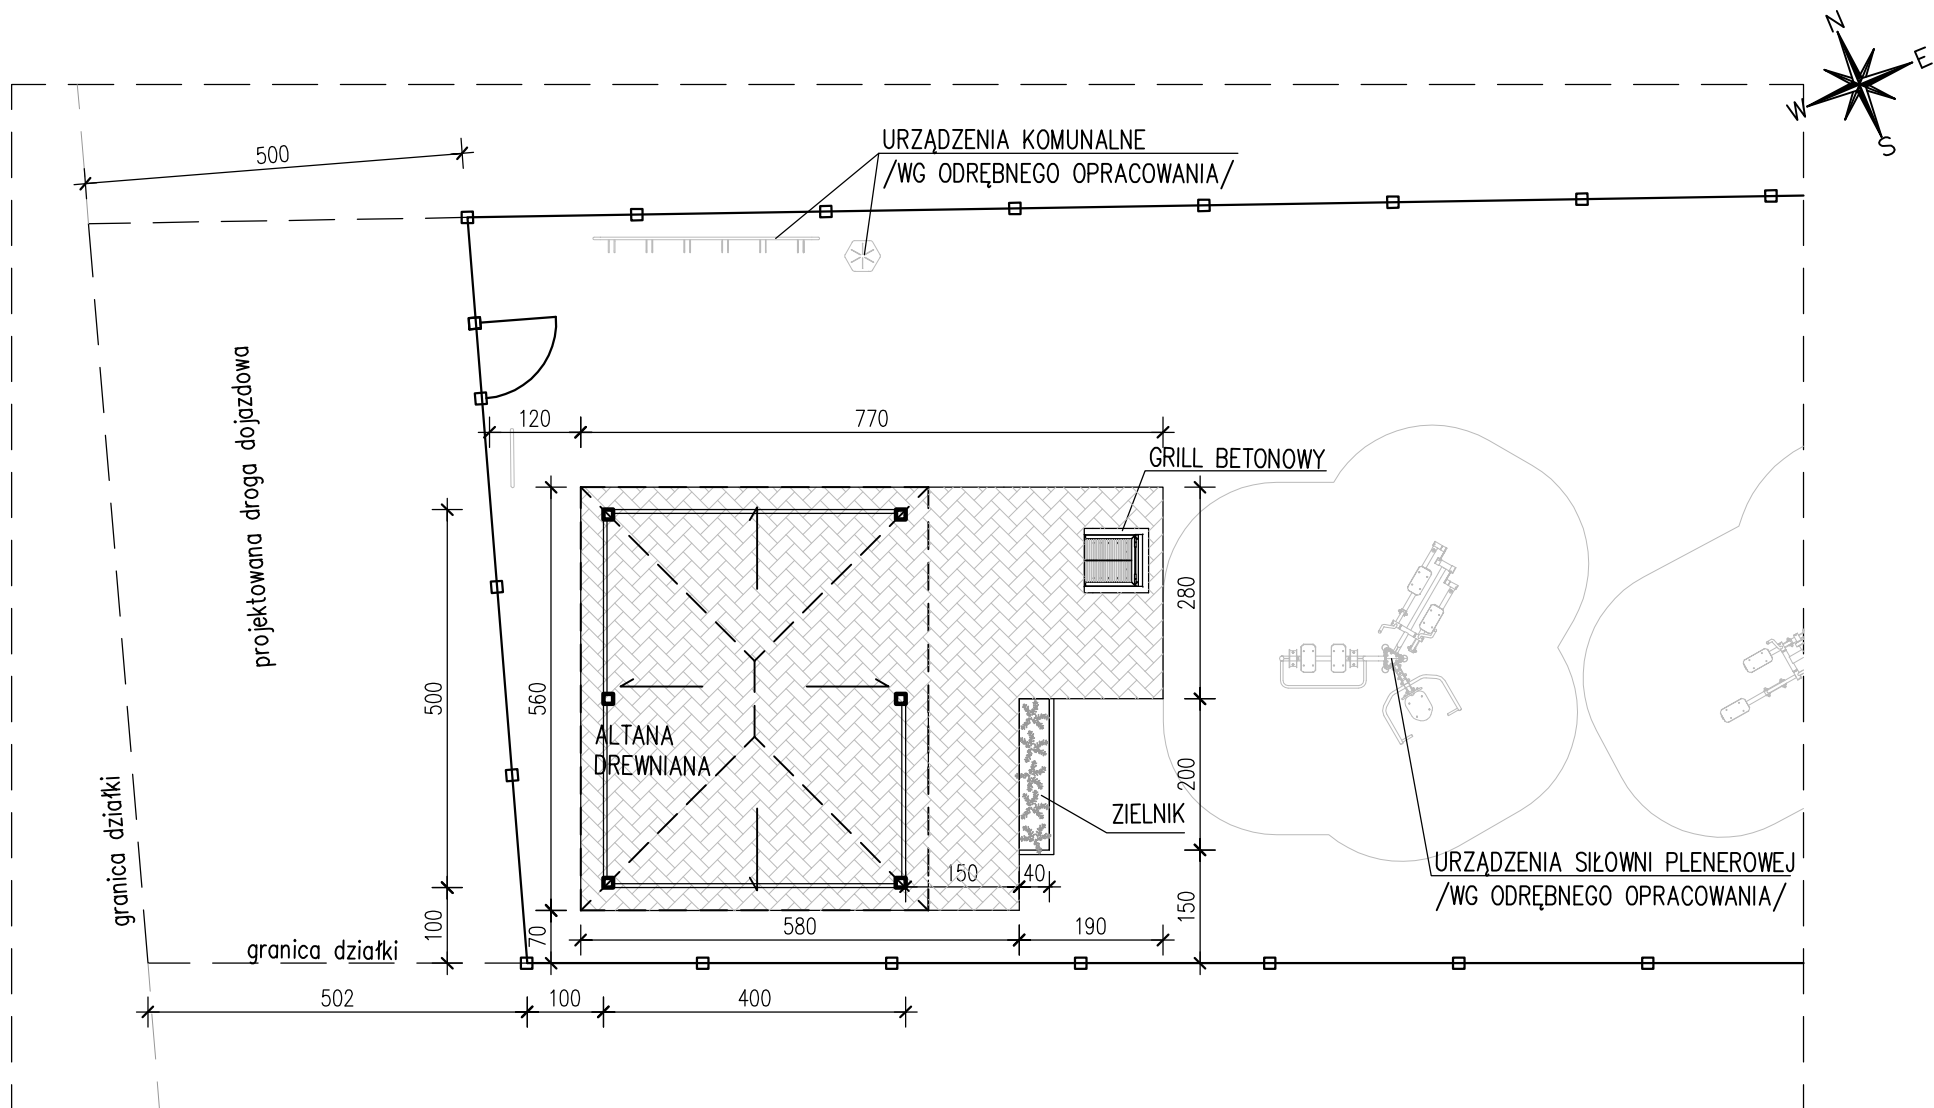 N
E
W
S
URZĄDZENIA KOMUNALNE
/WG ODRĘBNEGO OPRACOWANIA/
500
projektowana droga dojazdowa
120
770
GRILL BETONOWY
500
560
280
ALTANA
DREWNIANA
200
ZIELNIK
granica działki
150
40
URZĄDZENIA SIŁOWNI PLENEROWEJ
/WG ODRĘBNEGO OPRACOWANIA/
100
70
580
190
150
granica działki
502
100
400